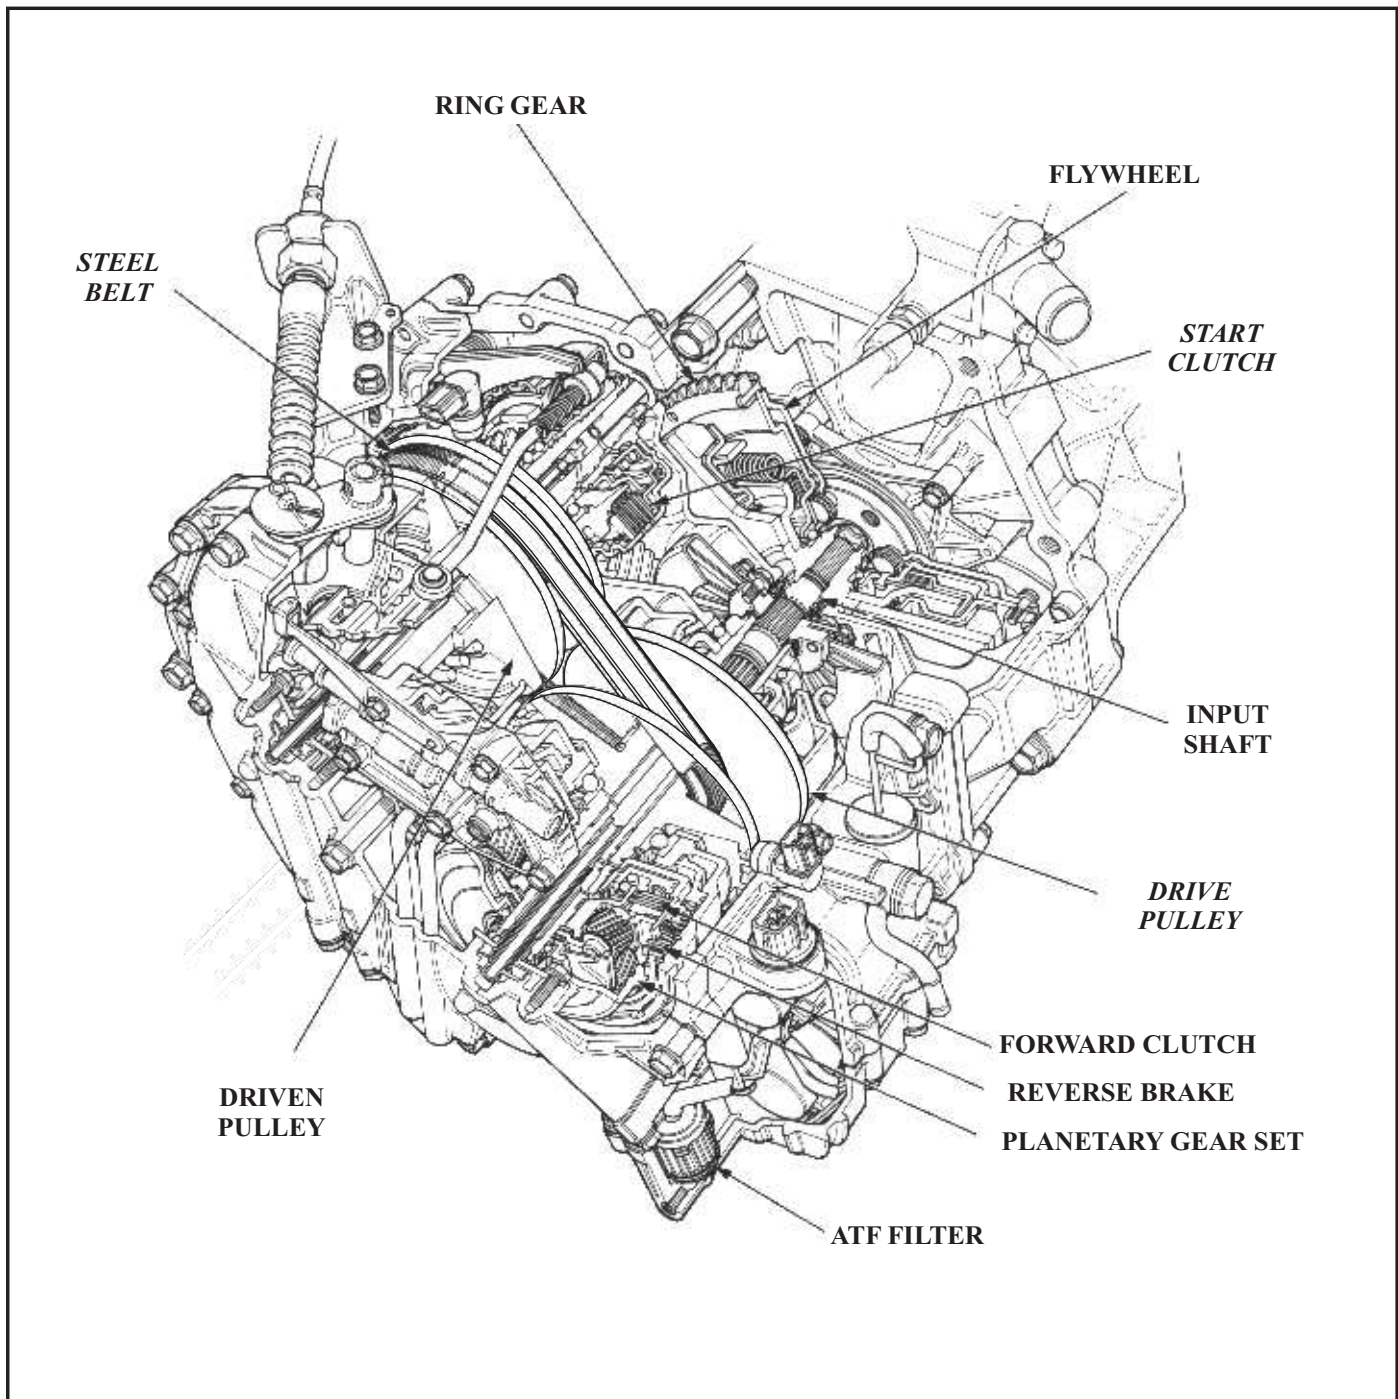 RING GEAR
FLYWHEEL
STEEL
BELT
START
CLUTCH
INPUT
SHAFT
DRIVE
PULLEY
FORWARD CLUTCH
REVERSE BRAKE
PLANETARY GEAR SET
DRIVEN
PULLEY
ATF FILTER